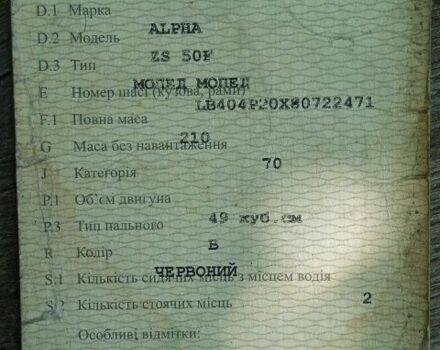 D.1 Марка
ALPHA
D.2 Модель
ZS 50F
D.3 Тип
МОПЕД МОПЕД
E Номер шасі (кузова, рами)
LB404P20X80722471
F.1 Повна маса
210
G Маса без навантаження
70
J Категорія
P.1 Об'єм двигуна
49 куб.см
P.3 Тип пального
B
R Колір
ЧЕРВОНИЙ
S.1 Кількість сидячих місць з місцем водія
2
S.2 Кількість стоячих місць
Особливі відмітки: